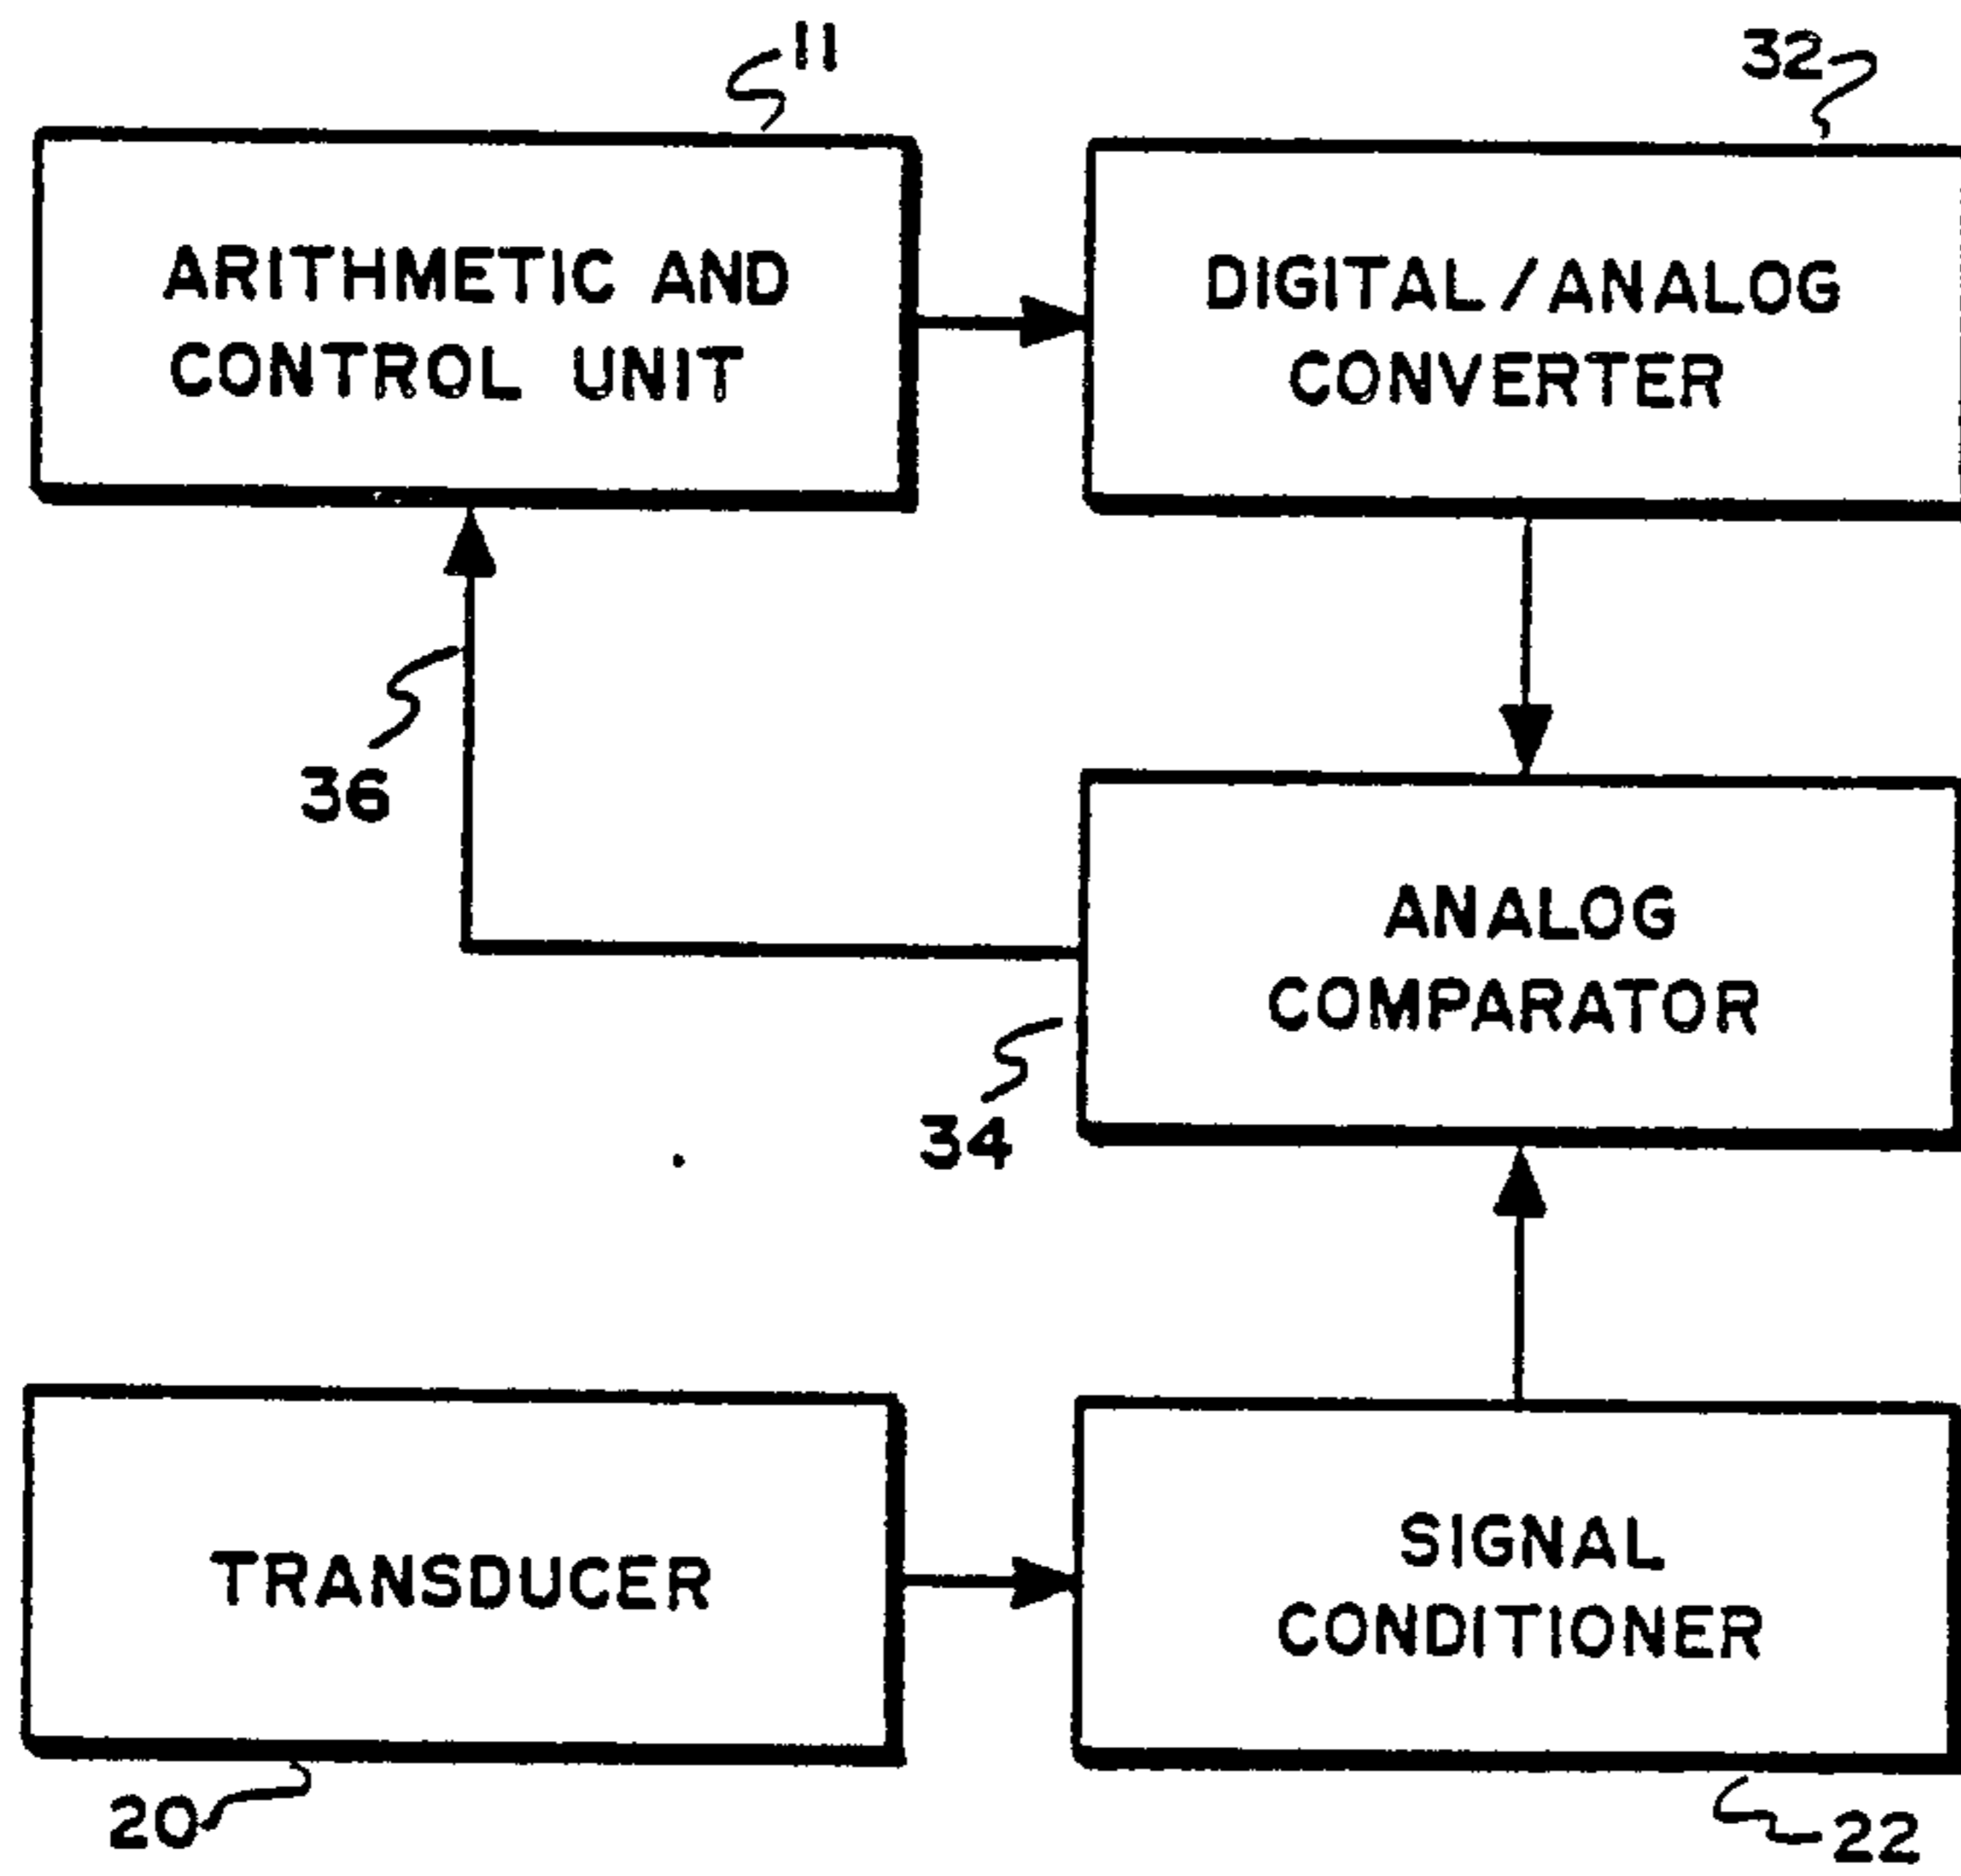 11
32
ARITHMETIC AND
CONTROL UNIT
DIGITAL/ANALOG
CONVERTER
36
ANALOG
COMPARATOR
34
TRANSDUCER
SIGNAL
CONDITIONER
20
22